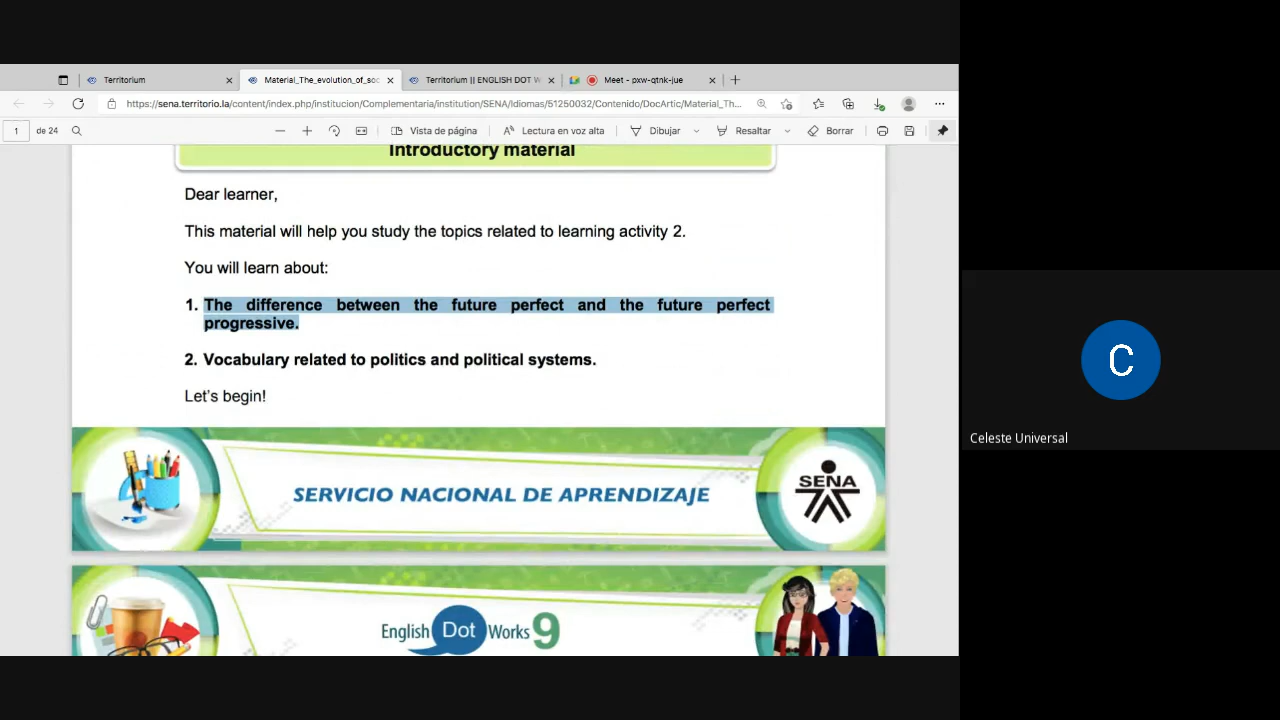 Territorium
Material_The_evolution_of_soc
Territorium || ENGLISH DOT W
Meet - pxw-qtnk-jue
https://sena.territorio.la/content/index.php/institucion/Complementaria/institution/SENA/Idiomas/51250032/Contenido/DocArtic/Material_Th...
1 de 24
Vista de página
Lectura en voz alta
Dibujar
Resaltar
Borrar
Introductory material
Dear learner,
This material will help you study the topics related to learning activity 2.
You will learn about:
1. The difference between the future perfect and the future perfect
progressive.
2. Vocabulary related to politics and political systems.
Let's begin!
SERVICIO NACIONAL DE APRENDIZAJE
SENA
English Dot Works 9
C
Celeste Universal